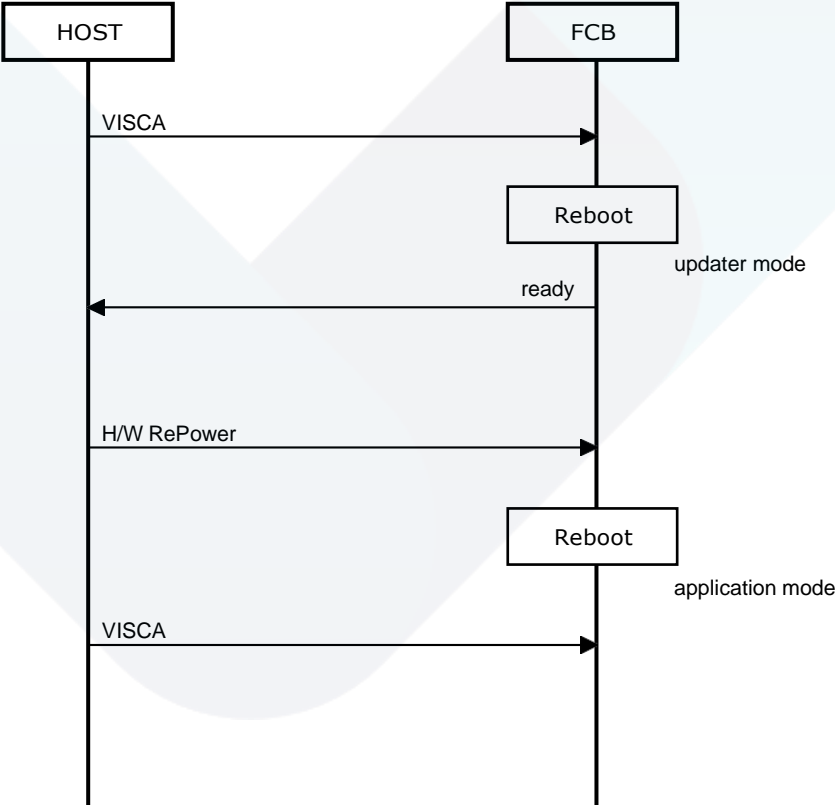 HOST
FCB
VISCA
Reboot
updater mode
ready
H/W RePower
Reboot
application mode
VISCA